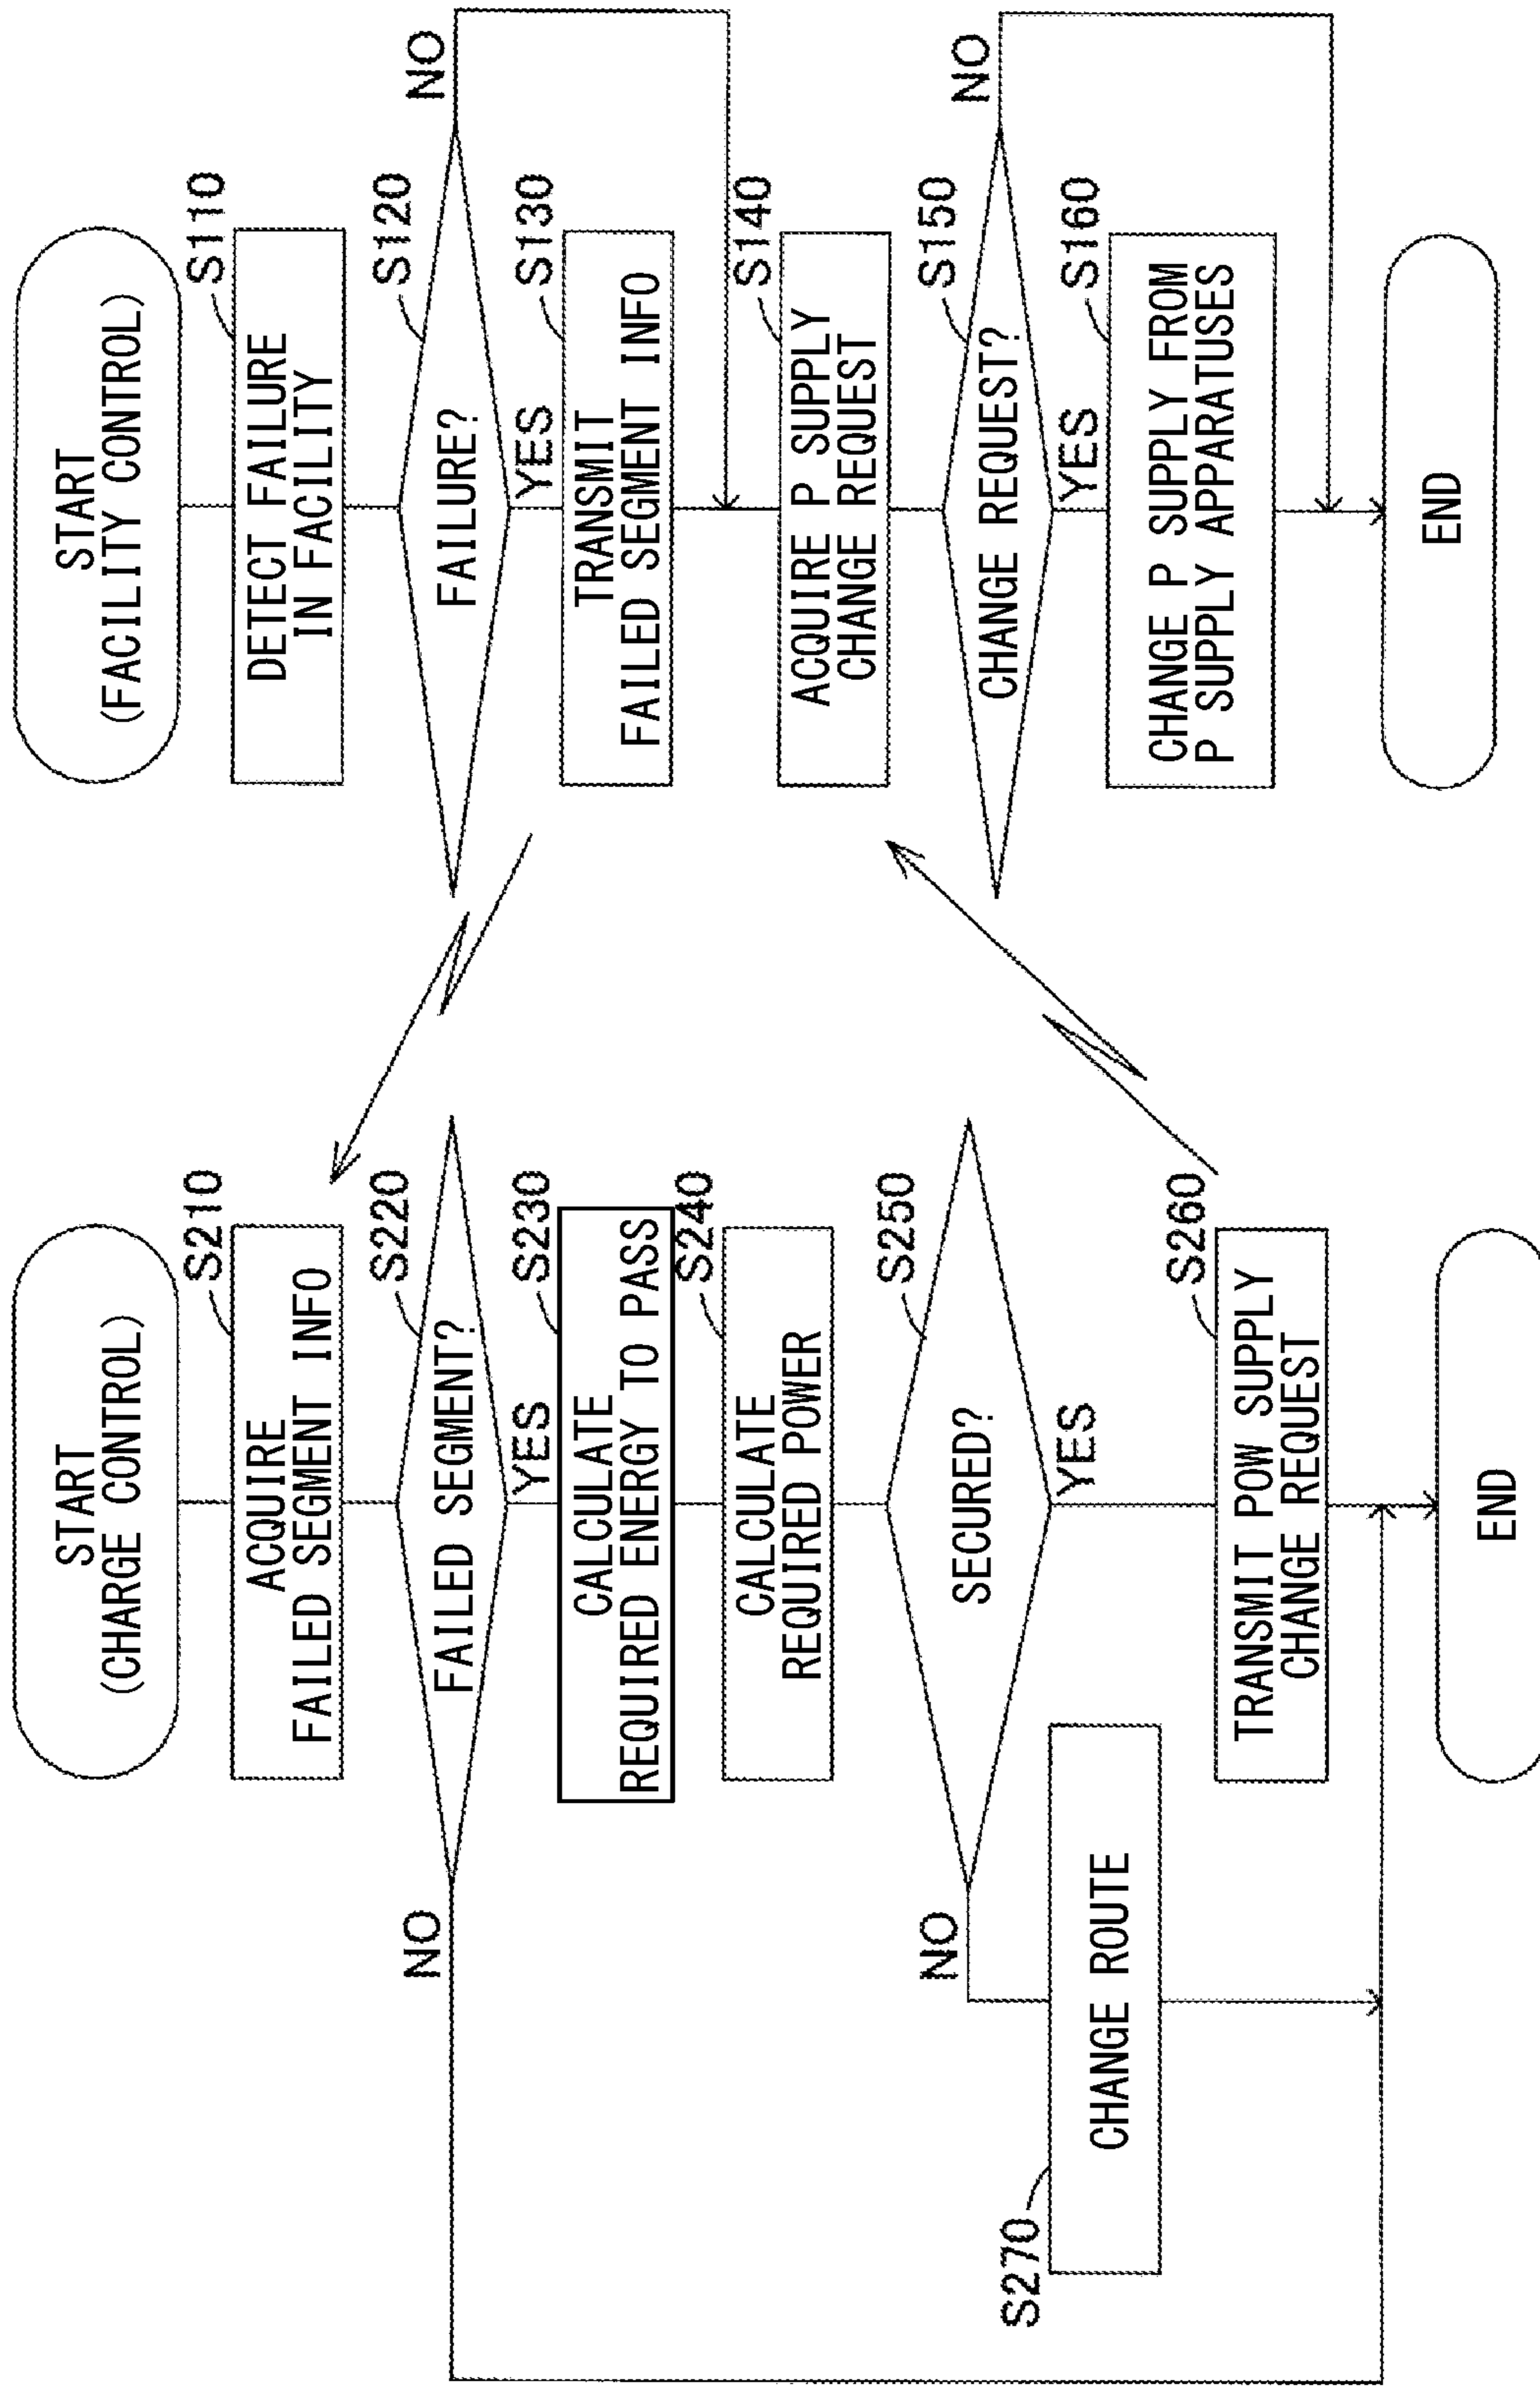 START
(CHARGE CONTROL)
S210
ACQUIRE
FAILED SEGMENT INFO
S220
FAILED SEGMENT?
NO
YES
S230
CALCULATE
REQUIRED ENERGY TO PASS
S240
CALCULATE
REQUIRED POWER
S250
SECURED?
NO
YES
S270
CHANGE ROUTE
S260
TRANSMIT POW SUPPLY
CHANGE REQUEST
END
START
(FACILITY CONTROL)
S110
DETECT FAILURE
IN FACILITY
S120
FAILURE?
NO
YES
S130
TRANSMIT
FAILED SEGMENT INFO
S140
ACQUIRE P SUPPLY
CHANGE REQUEST
S150
CHANGE REQUEST?
NO
YES
S160
CHANGE P SUPPLY FROM
P SUPPLY APPARATUSES
END